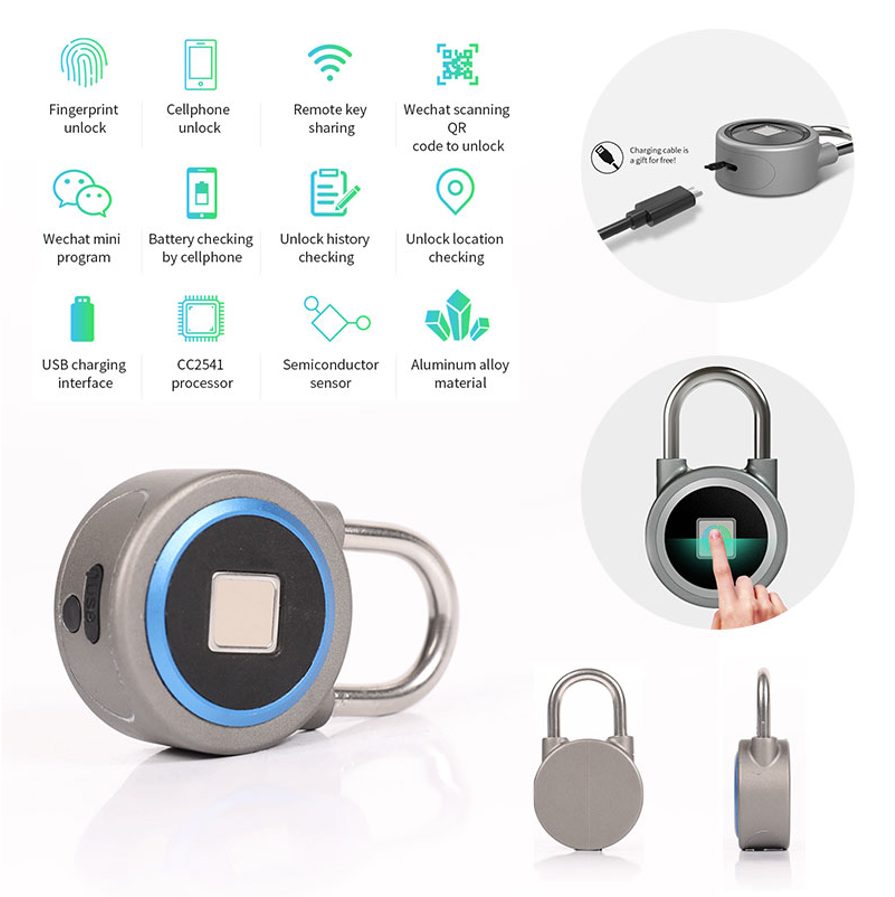 Fingerprint
unlock
Cellphone
unlock
Remote key
sharing
Wechat scanning
QR
code to unlock
Wechat mini
program
Battery checking
by cellphone
Unlock history
checking
Unlock location
checking
USB charging
interface
CC2541
processor
Semiconductor
sensor
Aluminum alloy
material
Charging cable is
a gift for free!
USB